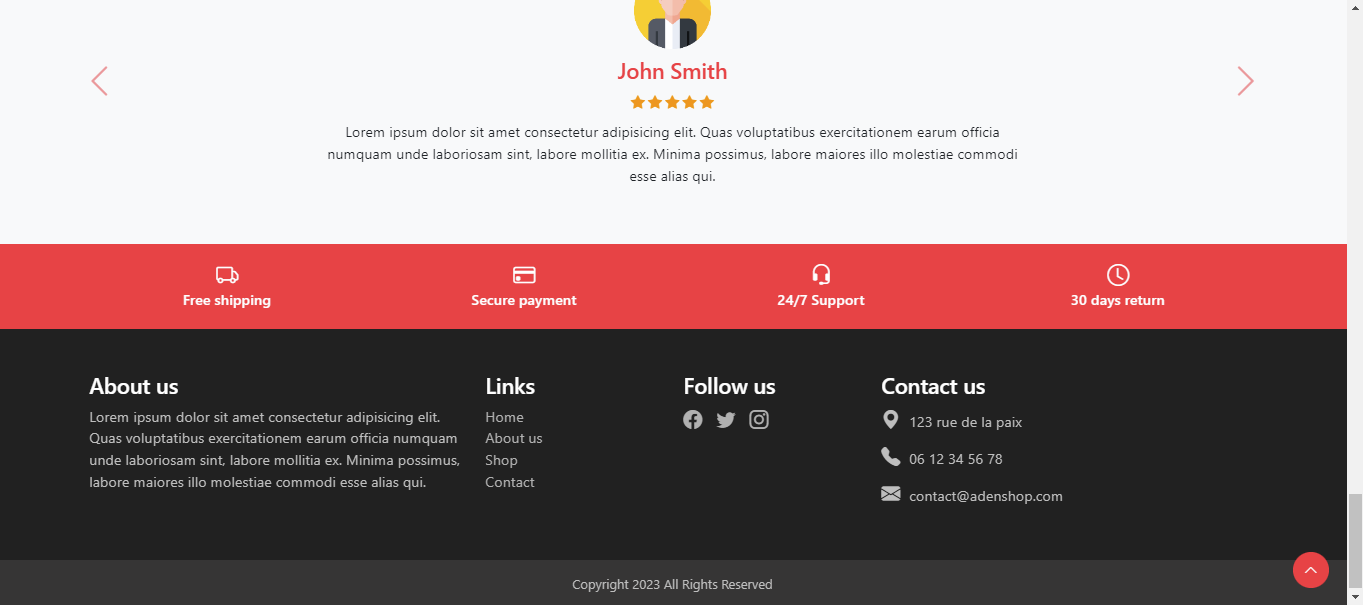 John Smith
Lorem ipsum dolor sit amet consectetur adipisicing elit. Quas voluptatibus exercitationem earum officia
numquam unde laboriosam sint, labore mollitia ex. Minima possimus, labore maiores illo molestiae commodi
esse alias qui.
Free shipping
Secure payment
24/7 Support
30 days return
About us
Lorem ipsum dolor sit amet consectetur adipisicing elit.
Quas voluptatibus exercitationem earum officia numquam
unde laboriosam sint, labore mollitia ex. Minima possimus,
labore maiores illo molestiae commodi esse alias qui.
Links
Home
About us
Shop
Contact
Follow us
Contact us
123 rue de la paix
06 12 34 56 78
contact@adenshop.com
Copyright 2023 All Rights Reserved